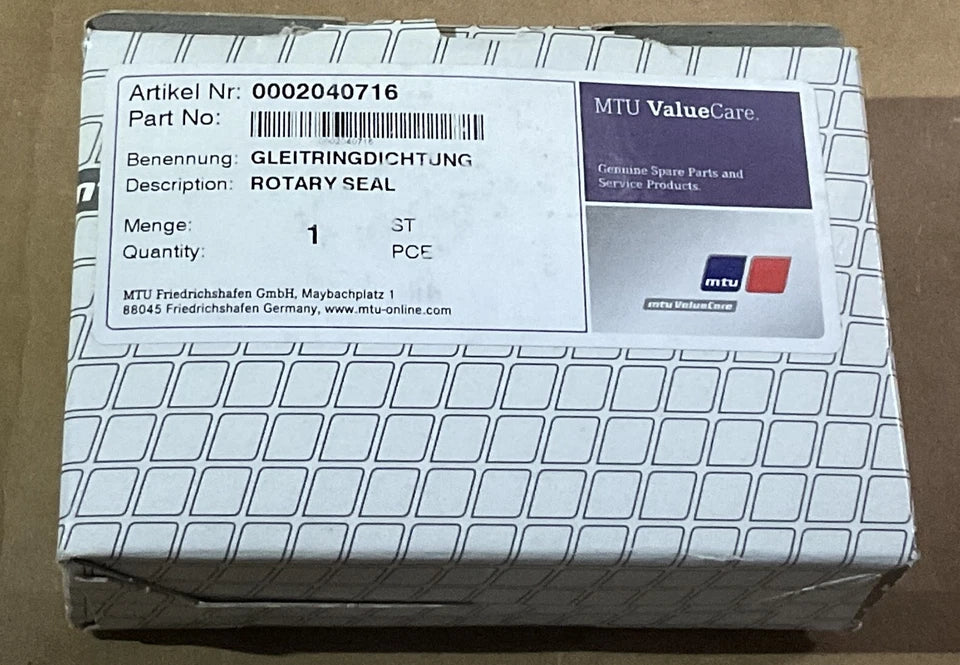 Artikel Nr: 0002040716
Part No:
0002040716
Benennung: GLEITRINGDICHTUNG
Description: ROTARY SEAL
Menge: 1 ST
Quantity: PCE
MTU Friedrichshafen GmbH, Maybachplatz 1
88045 Friedrichshafen Germany, www.mtu-online.com
MTU ValueCare.
Genuine Spare Parts and
Service Products.
mtu
mtu ValueCare